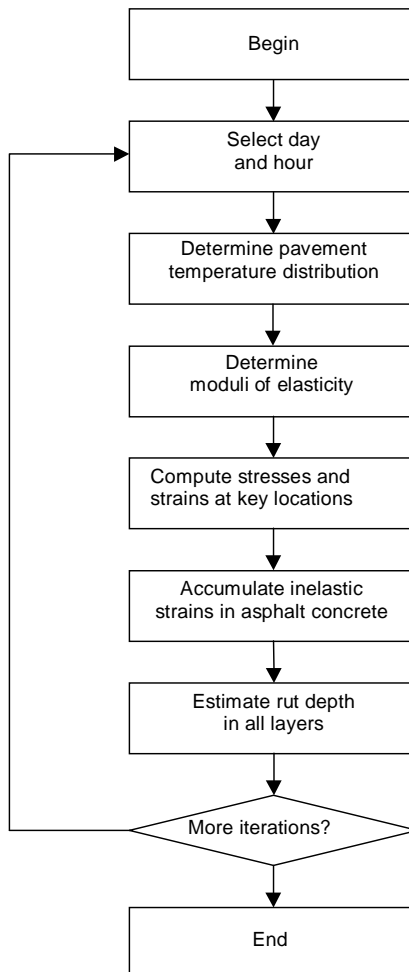 Begin
Select day
and hour
Determine pavement
temperature distribution
Determine
moduli of elasticity
Compute stresses and
strains at key locations
Accumulate inelastic
strains in asphalt concrete
Estimate rut depth
in all layers
More iterations?
End